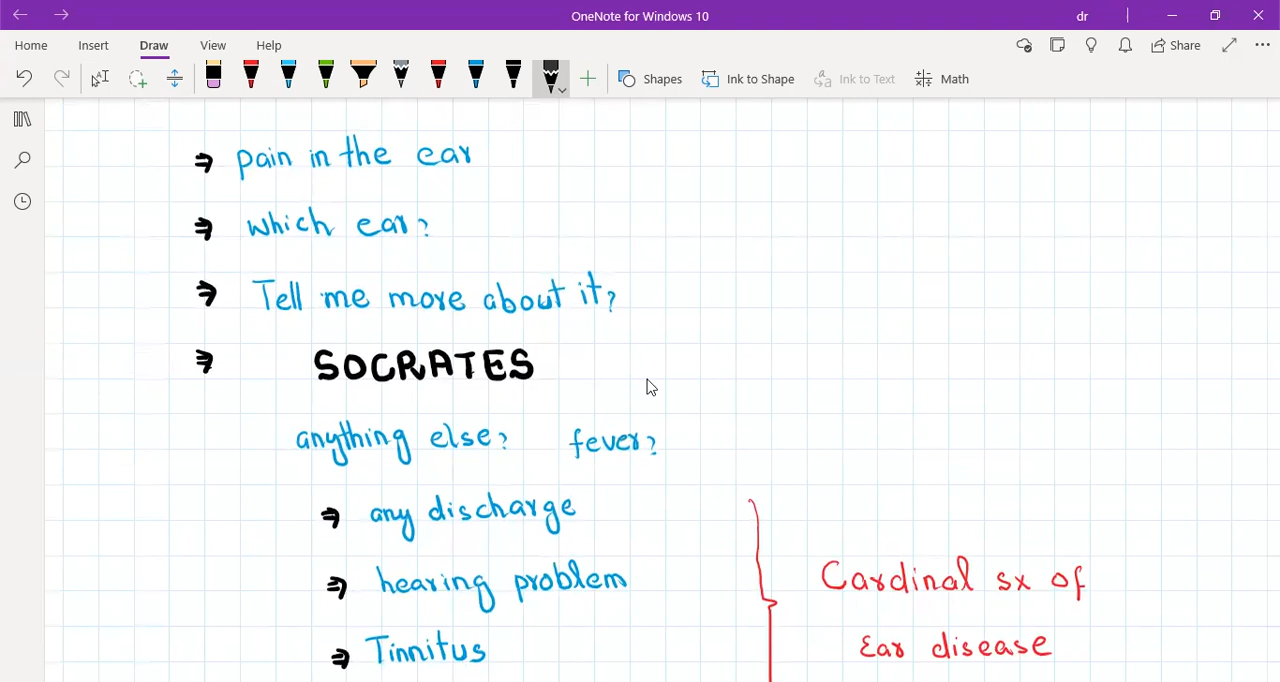 OneNote for Windows 10
dr
Home Insert Draw View Help
Share
Shapes Ink to Shape Ink to Text Math
⇒ pain in the ear
⇒ which ear?
⇒ Tell me more about it?
⇒ SOCRATES
anything else? fever?
⇒ any discharge
⇒ hearing problem
Cardinal sx of
⇒ Tinnitus
Ear disease